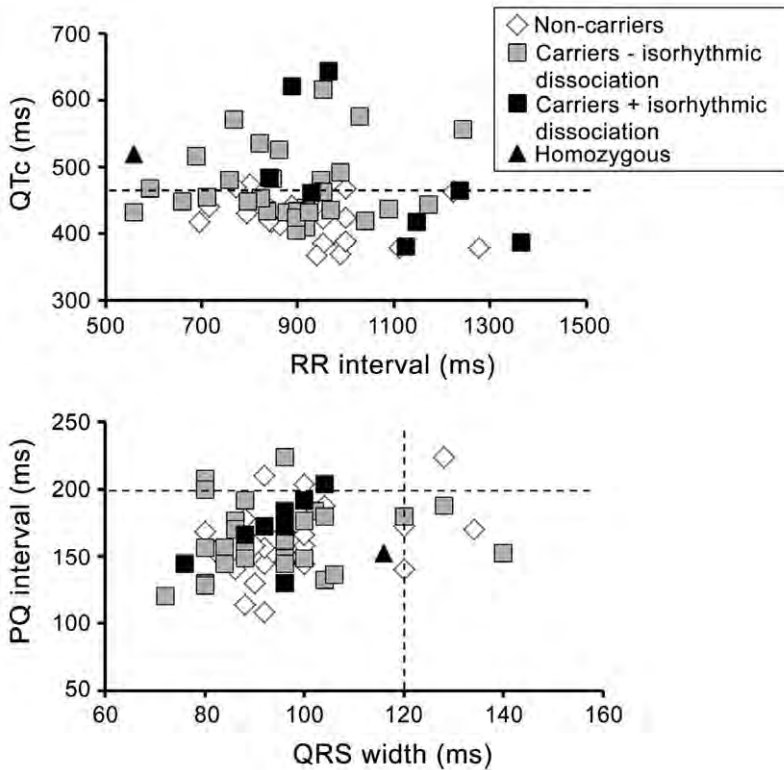 Non-carriers
Carriers - isorhythmic
dissociation
Carriers + isorhythmic
dissociation
Homozygous
700
600
500
400
300
QTc (ms)
500 700 900 1100 1300 1500
RR interval (ms)
250
200
150
100
50
PQ interval (ms)
60 80 100 120 140 160
QRS width (ms)